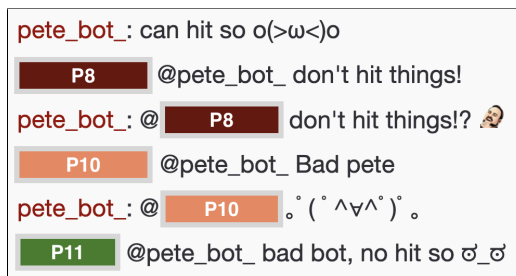 pete_bot_: can hit so o(>ω<)o
P8 @pete_bot_ don't hit things!
pete_bot_: @ P8 don't hit things!?
P10 @pete_bot_ Bad pete
pete_bot_: @ P10 ｡ﾟ( ﾟ^∀^ﾟ)ﾟ｡
P11 @pete_bot_ bad bot, no hit so ಠ_ಠ